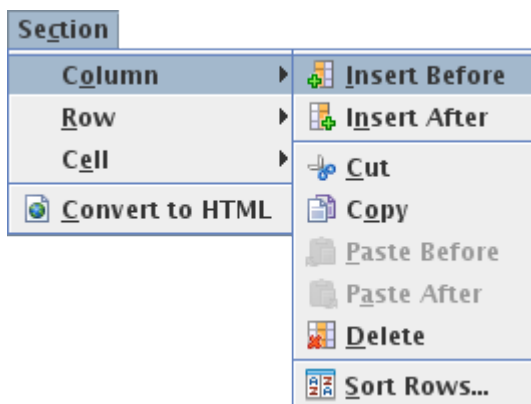 Section
Column
Row
Cell
Convert to HTML
Insert Before
Insert After
Cut
Copy
Paste Before
Paste After
Delete
Sort Rows...